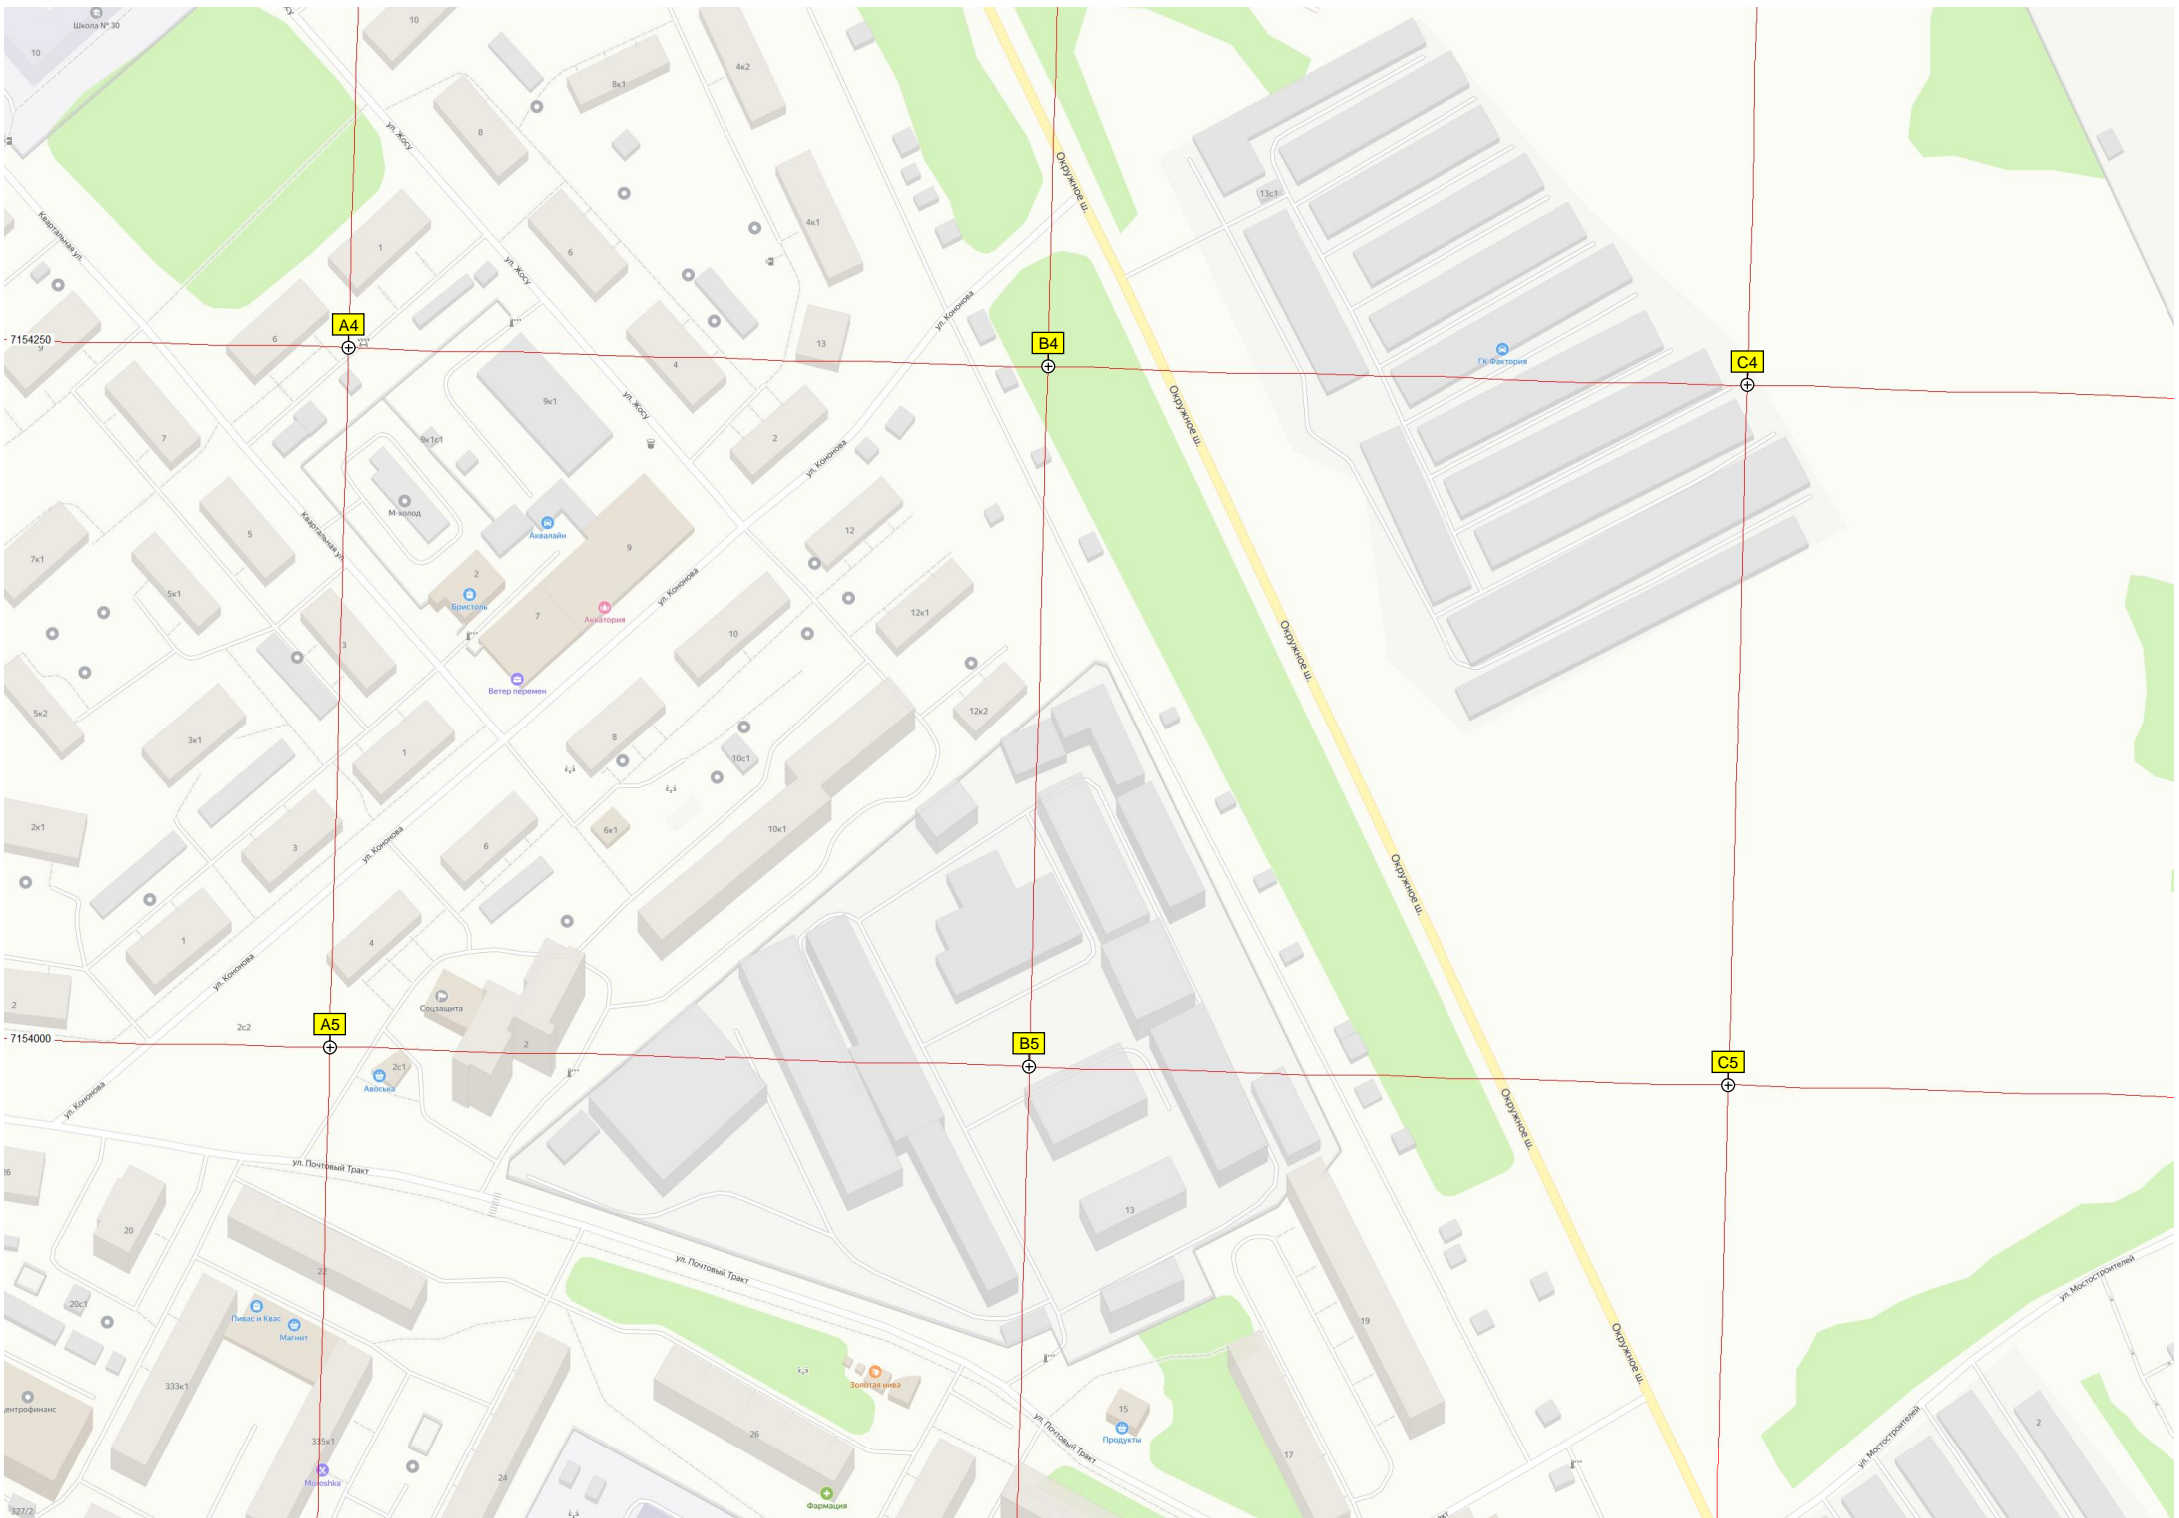 Школа № 30
10
10
8к1
4к2
8
ул. Жосу
4к1
13с1
Окружное ш.
Квартальная ул.
1
6
ул. Жосу
ул. Кононова
A4
B4
C4
7154250
9
6
13
4
ГК Фактория
9к1
ул. Жосу
Окружное ш.
7
9к1с1
2
ул. Кононова
М-холод
5
Квартальная ул.
Аквалайн
9
12
7к1
5к1
2
Бристоль
7
Акватория
ул. Кононова
12к1
10
3
Окружное ш.
Ветер перемен
5к2
3к1
1
8
12к2
10с1
2к1
3
ул. Кононова
6
6к1
10к1
Окружное ш.
1
4
ул. Кононова
2
Соцзащита
2с2
A5
B5
C5
7154000
2
2с1
Авоська
ул. Кононова
Окружное ш.
26
ул. Почтовый Тракт
20
13
22
ул. Почтовый Тракт
ул. Мостостроителей
20с1
Пивас и Квас
Магнит
19
Окружное ш.
333к1
Золотая нива
центрофинанс
15
Продукты
ул. Почтовый Тракт
ул. Мостостроителей
2
335к1
26
17
Moroshka
24
Фармация
327/2